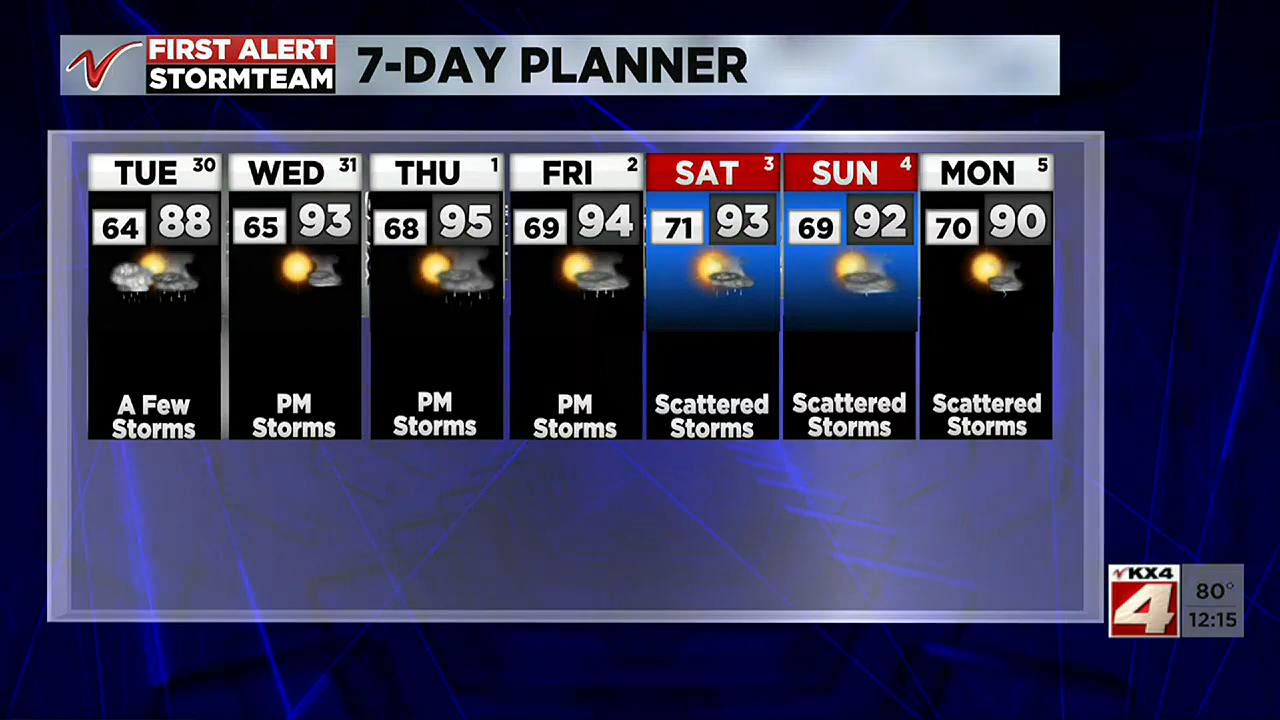 FIRST ALERT
STORMTEAM
7-DAY PLANNER
TUE 30
64 88
A Few
Storms
WED 31
65 93
PM
Storms
THU 1
68 95
PM
Storms
FRI 2
69 94
PM
Storms
SAT 3
71 93
Scattered
Storms
SUN 4
69 92
Scattered
Storms
MON 5
70 90
Scattered
Storms
KX4
4
80°
12:15